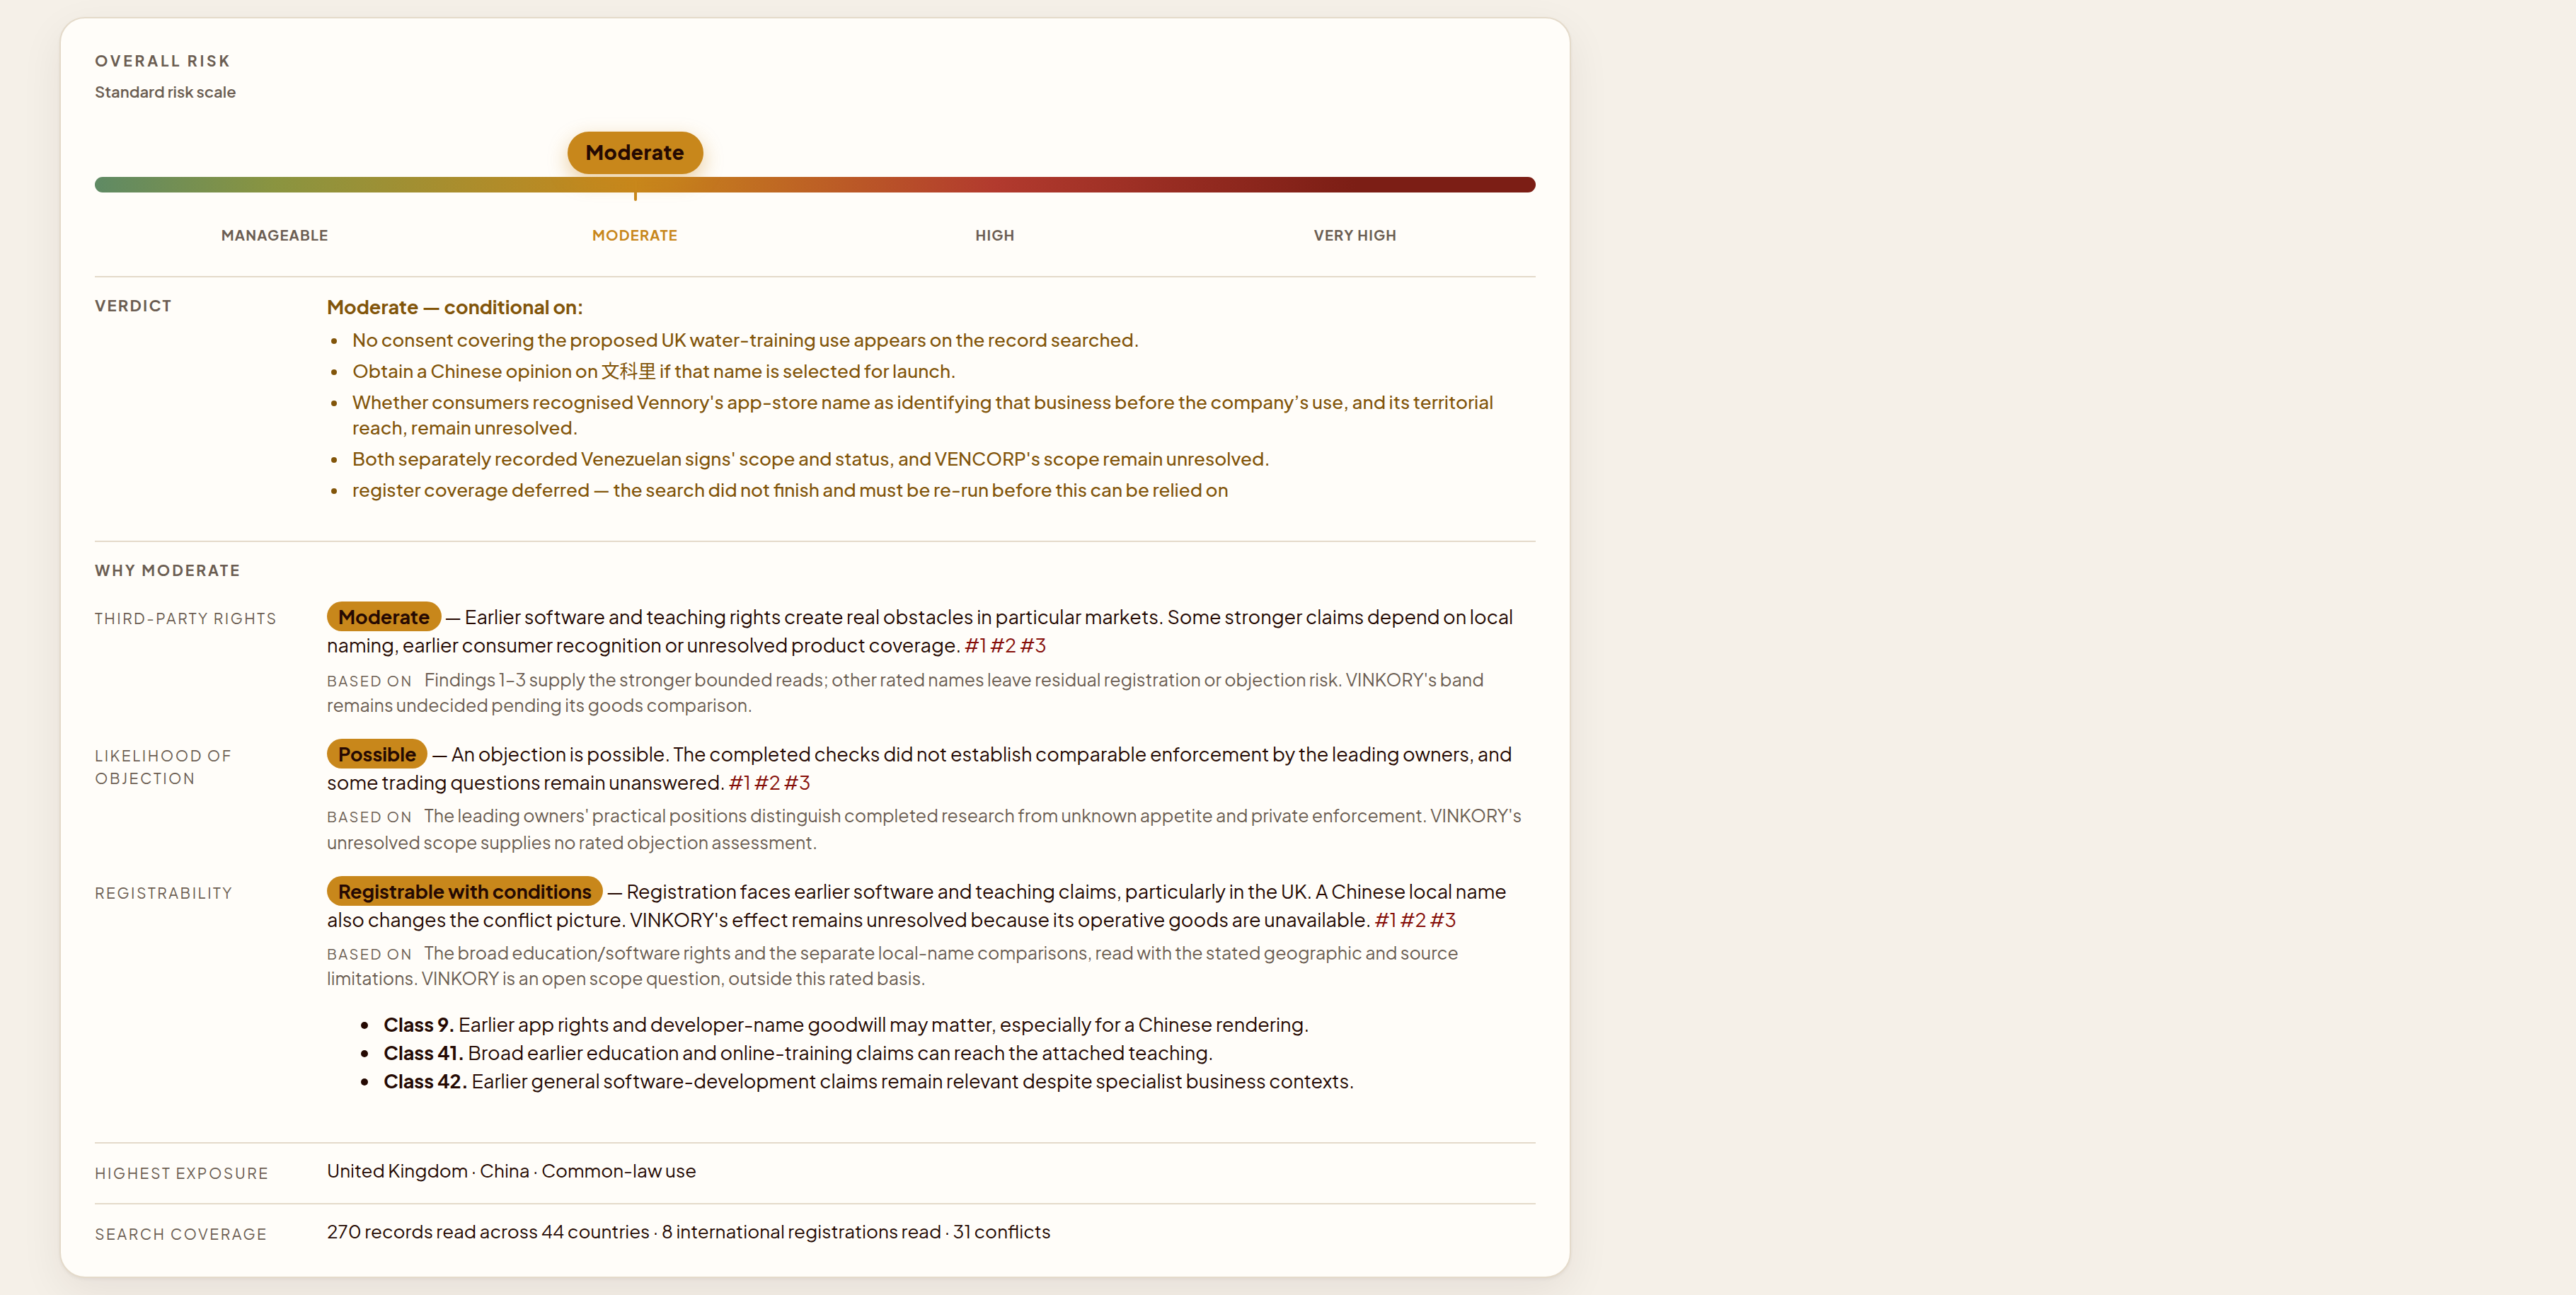 OVERALL RISK
Standard risk scale
Moderate
MANAGEABLE
MODERATE
HIGH
VERY HIGH
VERDICT
Moderate — conditional on:
• No consent covering the proposed UK water-training use appears on the record searched.
• Obtain a Chinese opinion on 文科里 if that name is selected for launch.
• Whether consumers recognised Vennory's app-store name as identifying that business before the company’s use, and its territorial
reach, remain unresolved.
• Both separately recorded Venezuelan signs' scope and status, and VENCORP's scope remain unresolved.
• register coverage deferred — the search did not finish and must be re-run before this can be relied on
WHY MODERATE
THIRD-PARTY RIGHTS
Moderate — Earlier software and teaching rights create real obstacles in particular markets. Some stronger claims depend on local
naming, earlier consumer recognition or unresolved product coverage. #1 #2 #3
BASED ON Findings 1–3 supply the stronger bounded reads; other rated names leave residual registration or objection risk. VINKORY's band
remains undecided pending its goods comparison.
LIKELIHOOD OF
OBJECTION
Possible — An objection is possible. The completed checks did not establish comparable enforcement by the leading owners, and
some trading questions remain unanswered. #1 #2 #3
BASED ON The leading owners' practical positions distinguish completed research from unknown appetite and private enforcement. VINKORY's
unresolved scope supplies no rated objection assessment.
REGISTRABILITY
Registrable with conditions — Registration faces earlier software and teaching claims, particularly in the UK. A Chinese local name
also changes the conflict picture. VINKORY's effect remains unresolved because its operative goods are unavailable. #1 #2 #3
BASED ON The broad education/software rights and the separate local-name comparisons, read with the stated geographic and source
limitations. VINKORY is an open scope question, outside this rated basis.
• Class 9. Earlier app rights and developer-name goodwill may matter, especially for a Chinese rendering.
• Class 41. Broad earlier education and online-training claims can reach the attached teaching.
• Class 42. Earlier general software-development claims remain relevant despite specialist business contexts.
HIGHEST EXPOSURE
United Kingdom · China · Common-law use
SEARCH COVERAGE
270 records read across 44 countries · 8 international registrations read · 31 conflicts